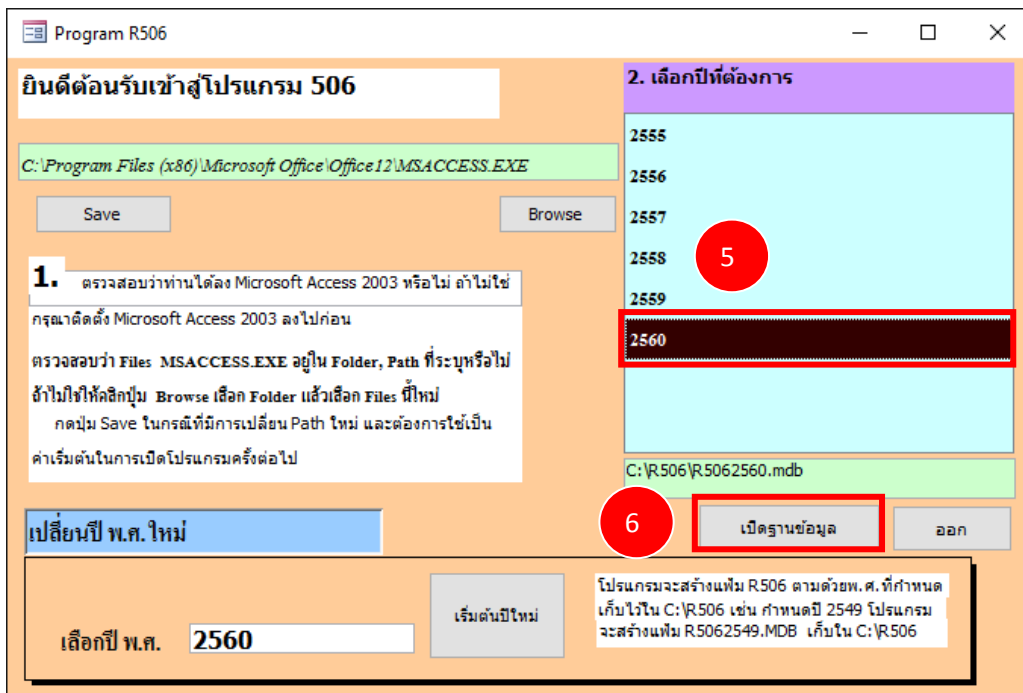 Program R506
ยินดีต้อนรับเข้าสู่โปรแกรม 506
C:\Program Files (x86)\Microsoft Office\Office12\MSACCESS.EXE
Save
Browse
1. ตรวจสอบว่าท่านได้ลง Microsoft Access 2003 หรือไม่ ถ้าไม่ใช่
กรุณาติดตั้ง Microsoft Access 2003 ลงไปก่อน
ตรวจสอบว่า Files MSACCESS.EXE อยู่ใน Folder, Path ที่ระบุหรือไม่
ถ้าไม่ใช่ให้คลิกปุ่ม Browse เลือก Folder แล้วเลือก Files นี้ใหม่
กดปุ่ม Save ในกรณีที่มีการเปลี่ยน Path ใหม่ และต้องการใช้เป็น
ค่าเริ่มต้นในการเปิดโปรแกรมครั้งต่อไป
2. เลือกปีที่ต้องการ
2555
2556
2557
2558
2559
2560
5
C:\R506\R5062560.mdb
6
เปิดฐานข้อมูล
ออก
เปลี่ยนปี พ.ศ.ใหม่
เลือกปี พ.ศ.
2560
เริ่มต้นปีใหม่
โปรแกรมจะสร้างแฟ้ม R506 ตามด้วยพ.ศ.ที่กำหนด
เก็บไว้ใน C:\R506 เช่น กำหนดปี 2549 โปรแกรม
จะสร้างแฟ้ม R5062549.MDB เก็บใน C:\R506